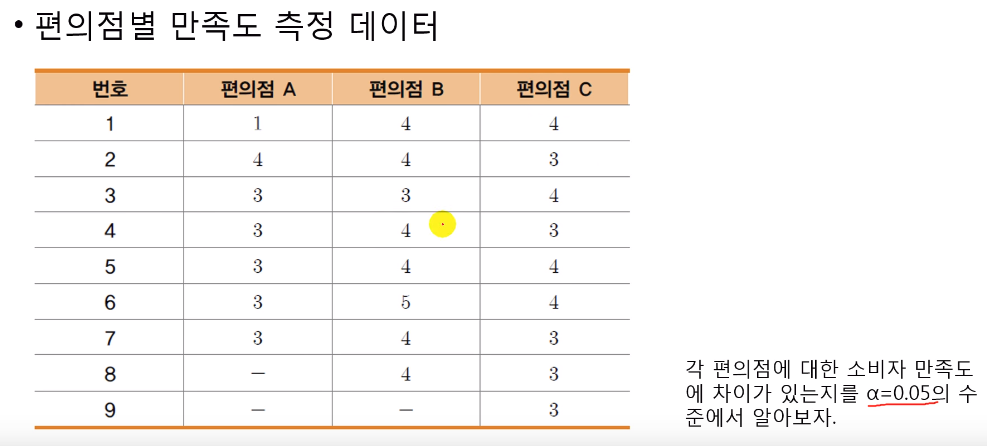 • 편의점별 만족도 측정 데이터
번호 편의점 A 편의점 B 편의점 C
1 1 4 4
2 4 4 3
3 3 3 4
4 3 4 3
5 3 4 4
6 3 5 4
7 3 4 3
8 – 4 3
9 – – 3
각 편의점에 대한 소비자 만족도
에 차이가 있는지를 α=0.05의 수
준에서 알아보자.